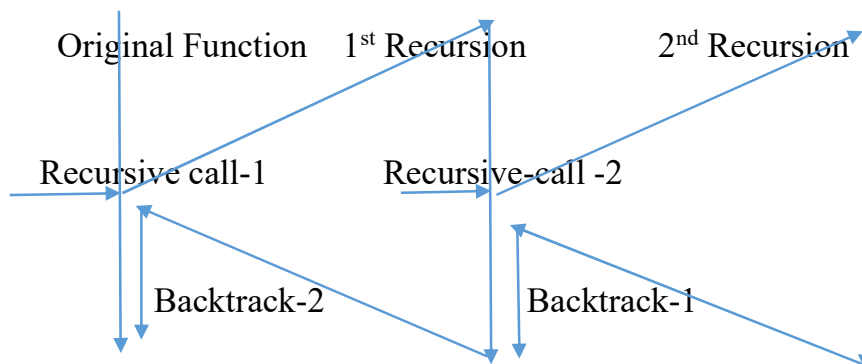 Original Function 1st Recursion 2nd Recursion
Recursive call-1 Recursive-call -2
Backtrack-2 Backtrack-1